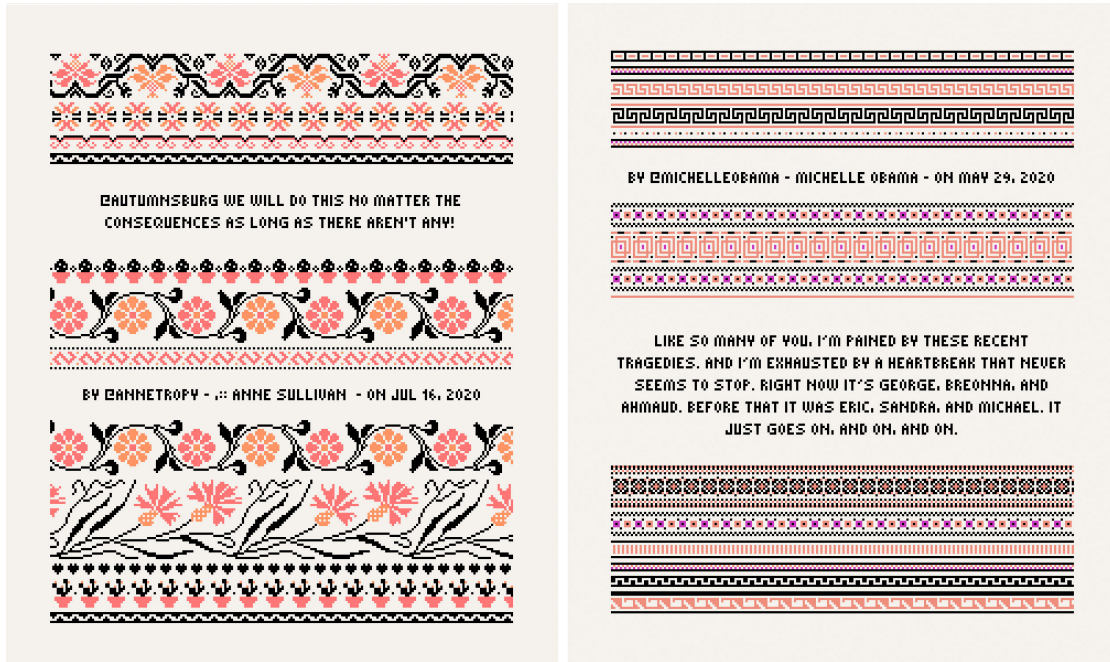 @AUTUMNSBURG WE WILL DO THIS NO MATTER THE
CONSEQUENCES AS LONG AS THERE AREN'T ANY!
BY @ANNETROPY - .:: ANNE SULLIVAN - ON JUL 16, 2020
BY @MICHELLEOBAMA - MICHELLE OBAMA - ON MAY 29, 2020
LIKE SO MANY OF YOU, I'M PAINED BY THESE RECENT
TRAGEDIES. AND I'M EXHAUSTED BY A HEARTBREAK THAT NEVER
SEEMS TO STOP. RIGHT NOW IT'S GEORGE, BREONNA, AND
AHMAUD. BEFORE THAT IT WAS ERIC, SANDRA, AND MICHAEL. IT
JUST GOES ON, AND ON, AND ON.